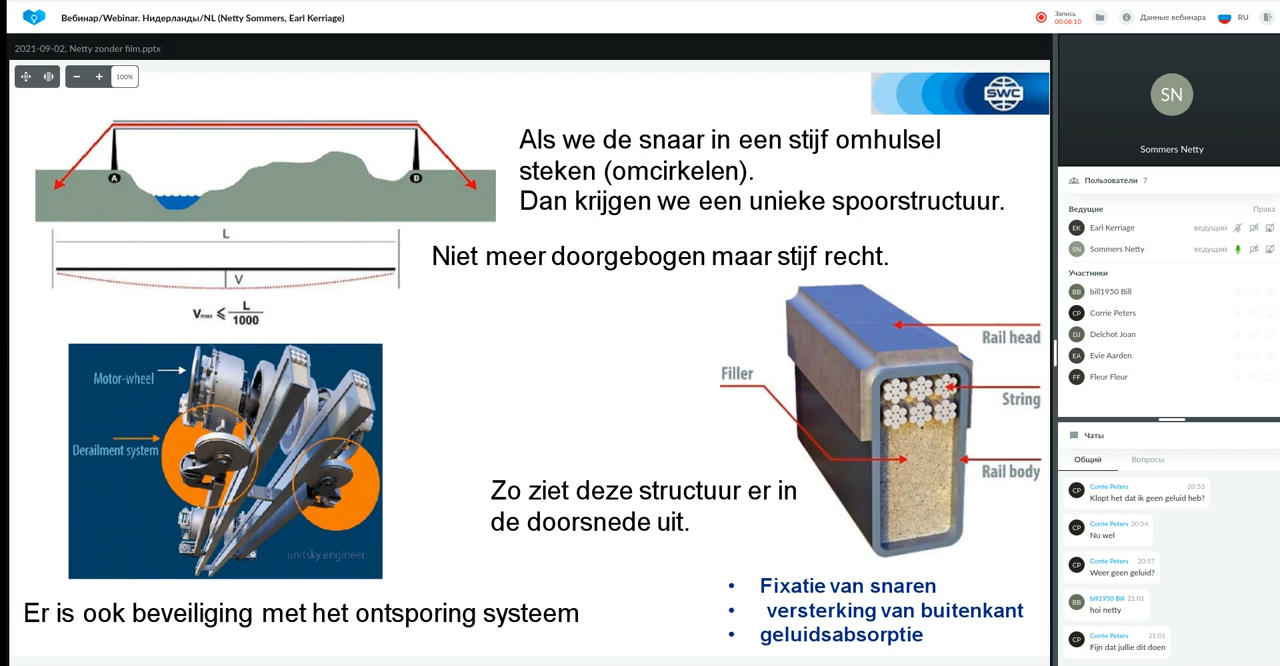 Вебинар/Webinar. Нидерланды/NL (Netty Sommers, Earl Kerriage)
Запись
00:08:10
Данные вебинара
RU
2021-09-02, Netty zonder film.pptx
100%
SWC
A
B
L
V
Vmax ⩽ L
1000
Als we de snaar in een stijf omhulsel
steken (omcirkelen).
Dan krijgen we een unieke spoorstructuur.
Niet meer doorgebogen maar stijf recht.
Motor-wheel
Derailment system
unitsky.engineer
Rail head
Filler
String
Rail body
Zo ziet deze structuur er in
de doorsnede uit.
• Fixatie van snaren
• versterking van buitenkant
• geluidsabsorptie
Er is ook beveiliging met het ontsporing systeem
SN
Sommers Netty
Пользователи 7
Ведущие Права
EK Earl Kerriage ведущий
SN Sommers Netty ведущий
Участники
BB bill1950 Bill
CP Corrie Peters
DJ Delchot Joan
EA Evie Aarden
FF Fleur Fleur
Чаты
Общий Вопросы
CP Corrie Peters 20:53
Klopt het dat ik geen geluid heb?
CP Corrie Peters 20:54
Nu wel
CP Corrie Peters 20:57
Weer geen geluid?
BB bill1950 Bill 21:01
hoi netty
CP Corrie Peters 21:01
Fijn dat jullie dit doen